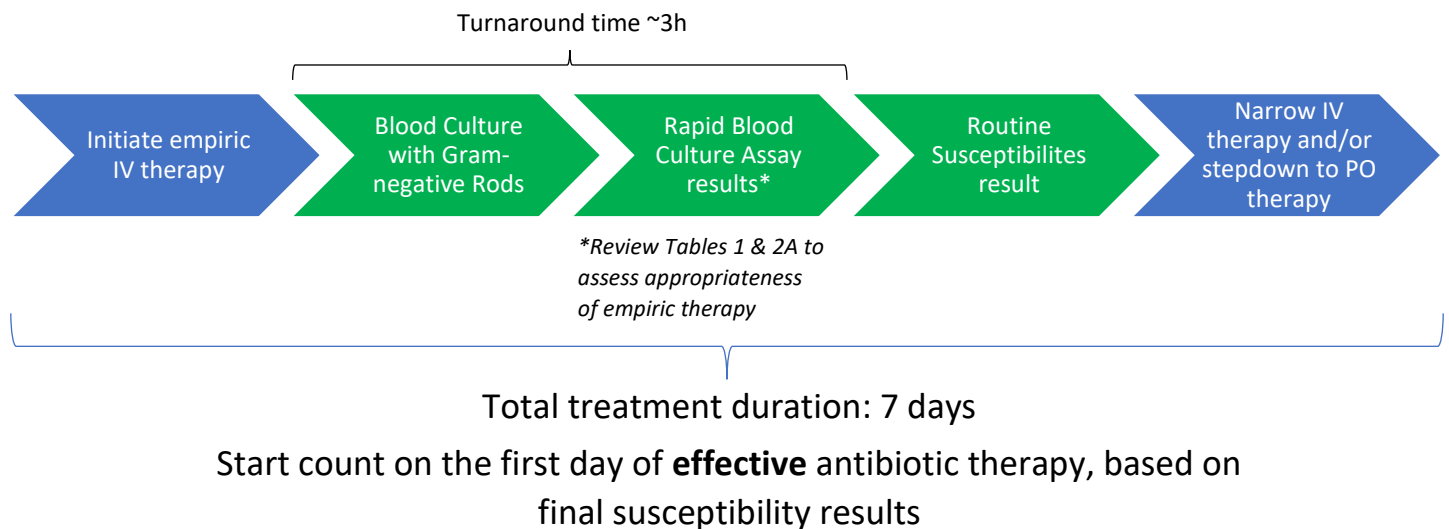 Turnaround time ~3h
Initiate empiric
IV therapy
Blood Culture
with Gram-
negative Rods
Rapid Blood
Culture Assay
results*
Routine
Susceptibilites
result
Narrow IV
therapy and/or
stepdown to PO
therapy
*Review Tables 1 & 2A to
assess appropriateness
of empiric therapy
Total treatment duration: 7 days
Start count on the first day of effective antibiotic therapy, based on
final susceptibility results